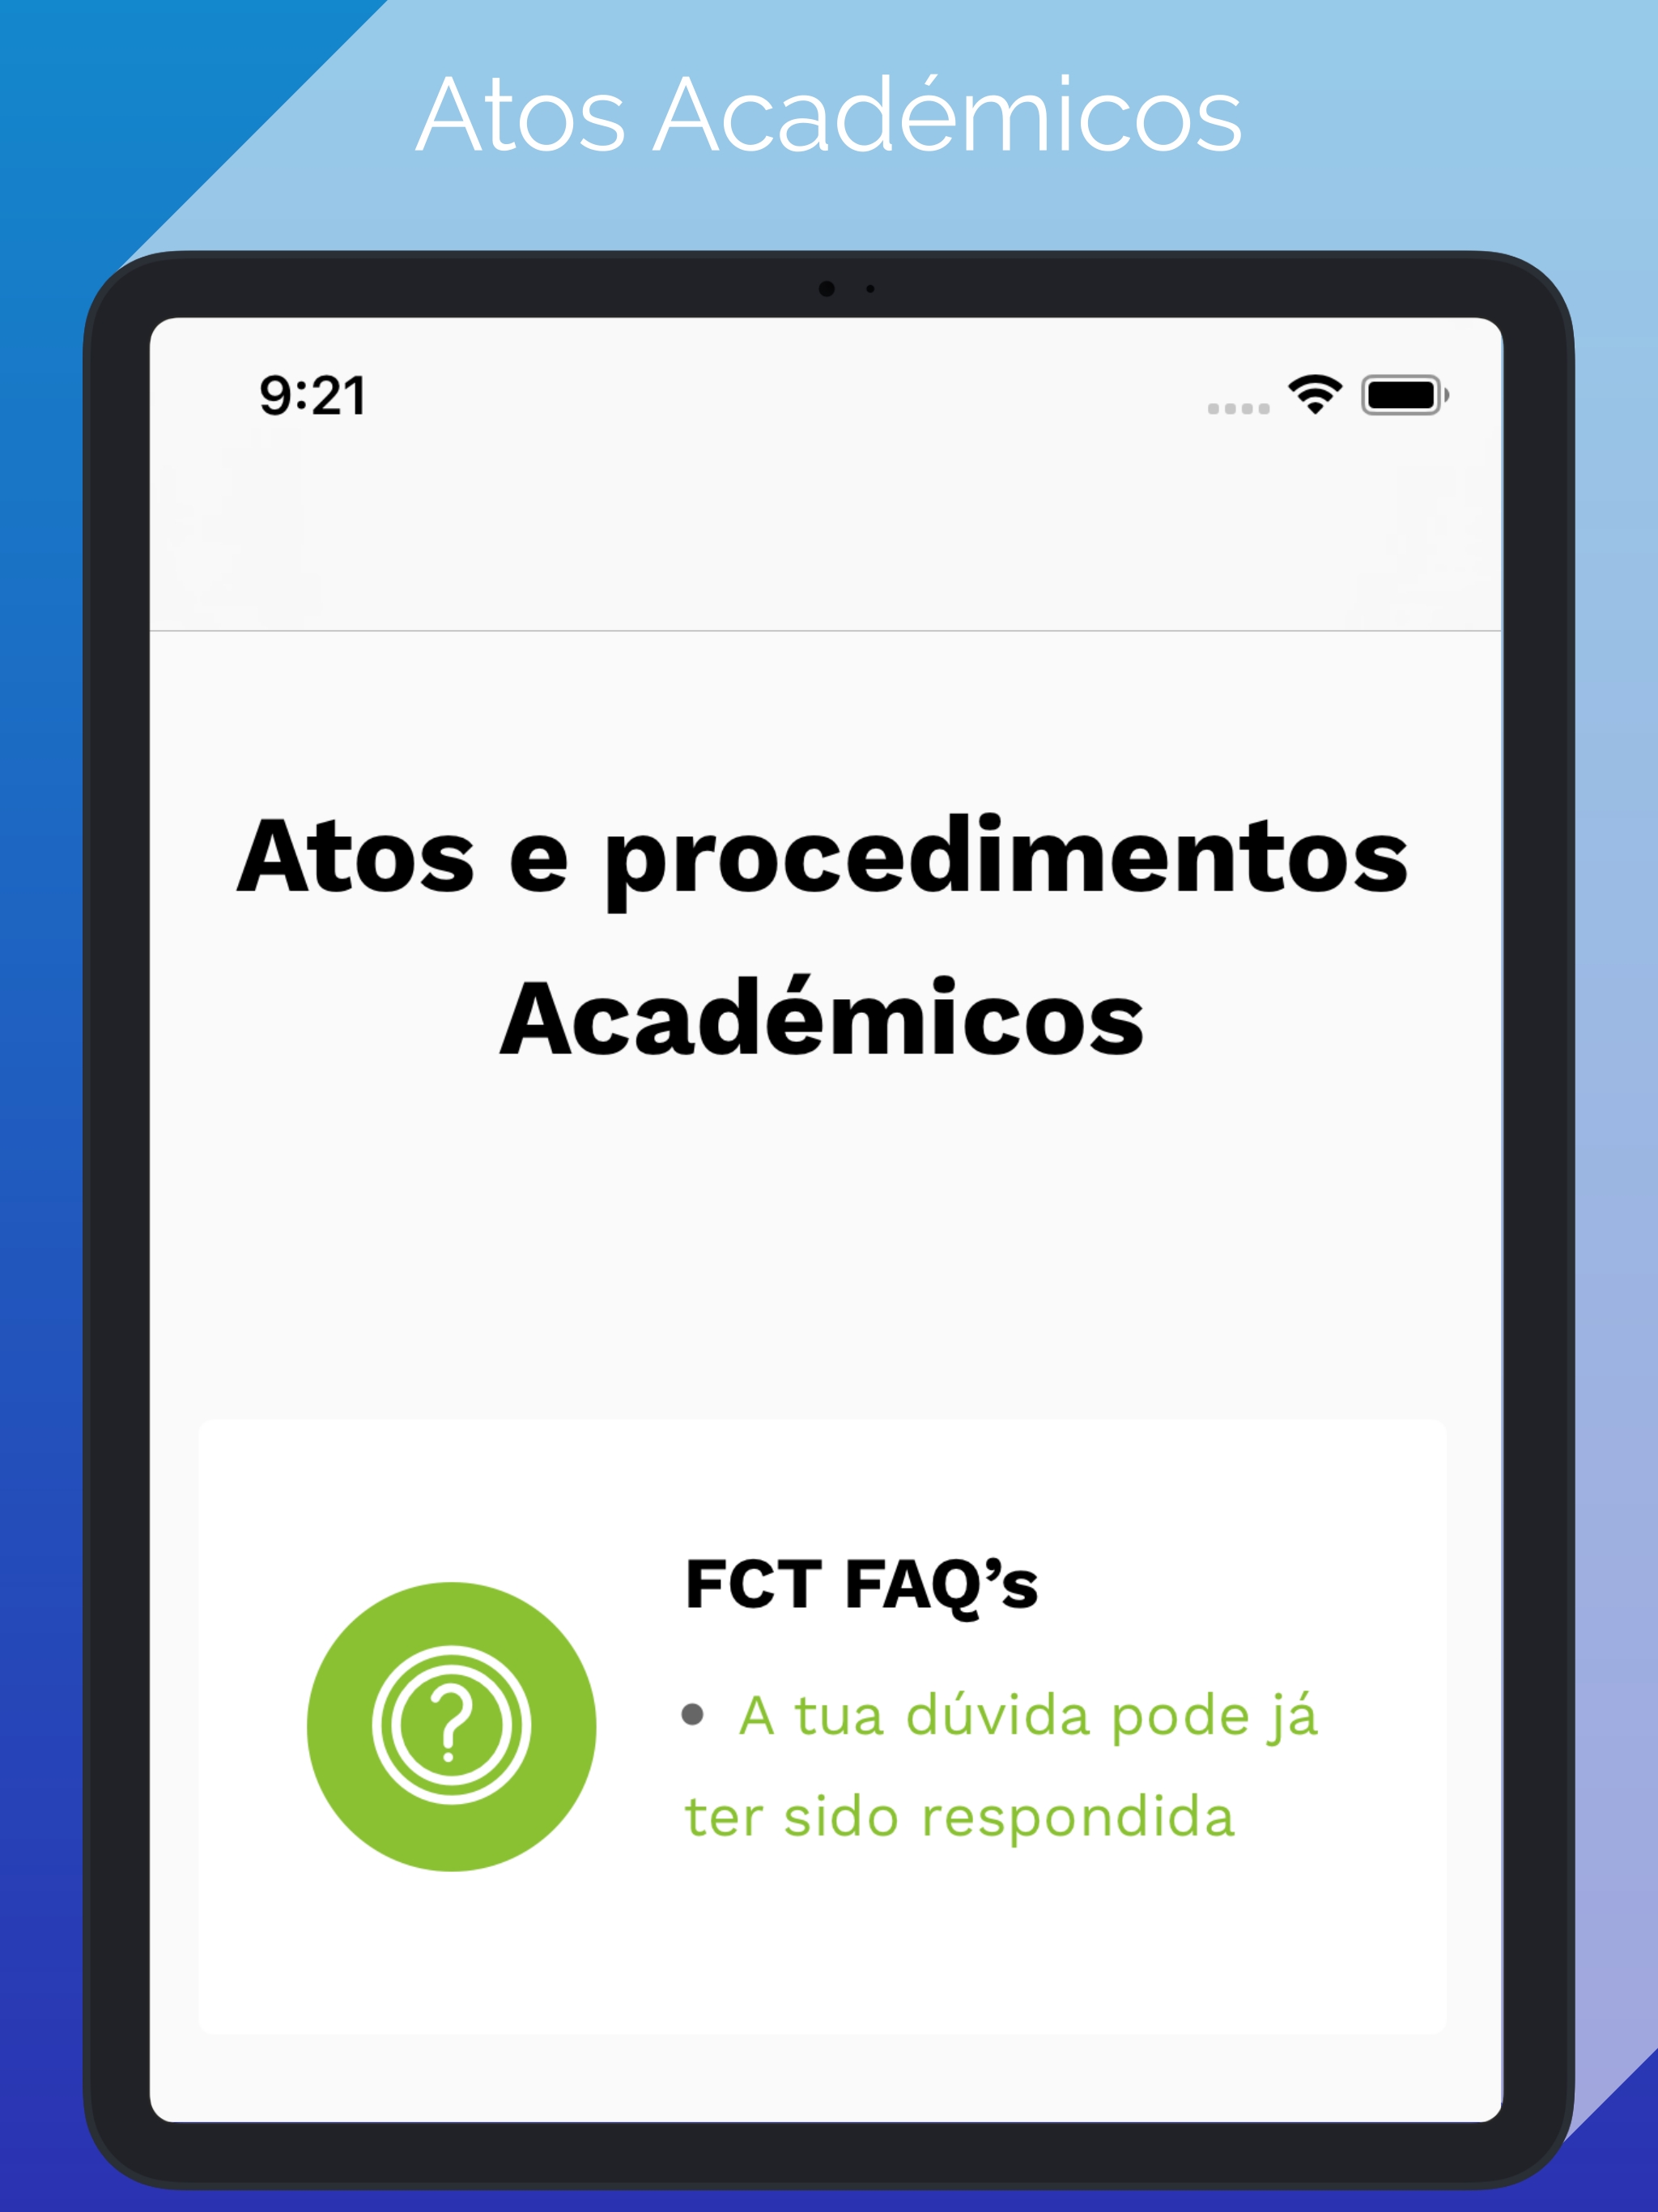 Atos Académicos
9:21
Atos e procedimentos
Académicos
FCT FAQ’s
A tua dúvida pode já
ter sido respondida